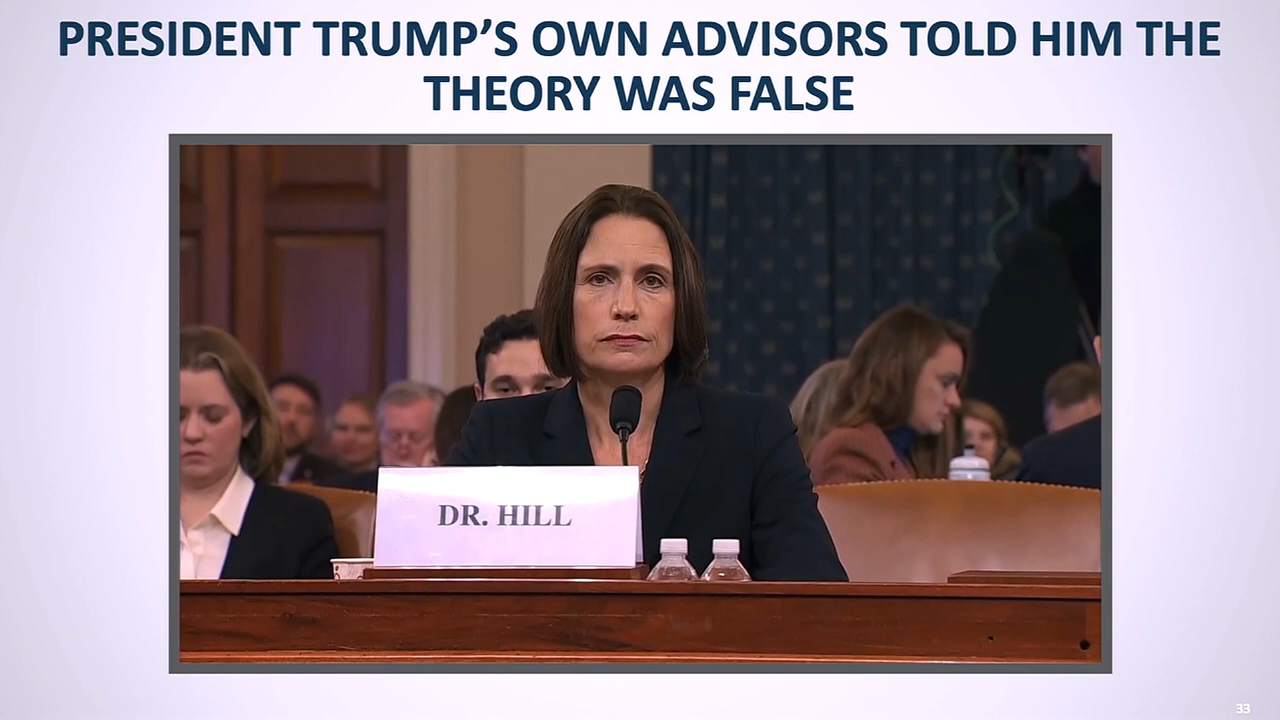 PRESIDENT TRUMP’S OWN ADVISORS TOLD HIM THE
THEORY WAS FALSE
DR. HILL
33